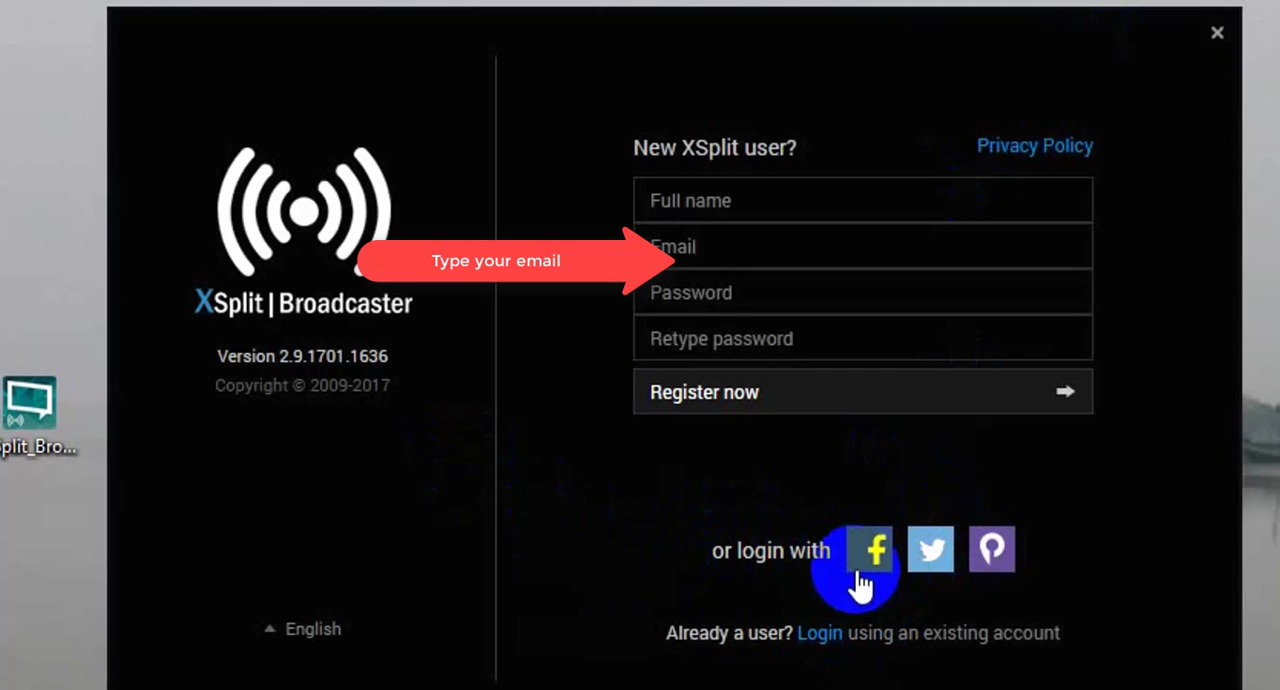 New XSplit user?
Privacy Policy
Full name
Email
Type your email
Password
XSplit | Broadcaster
Retype password
Version 2.9.1701.1636
Copyright © 2009-2017
Register now
Split_Bro...
or login with
Already a user? Login using an existing account
English